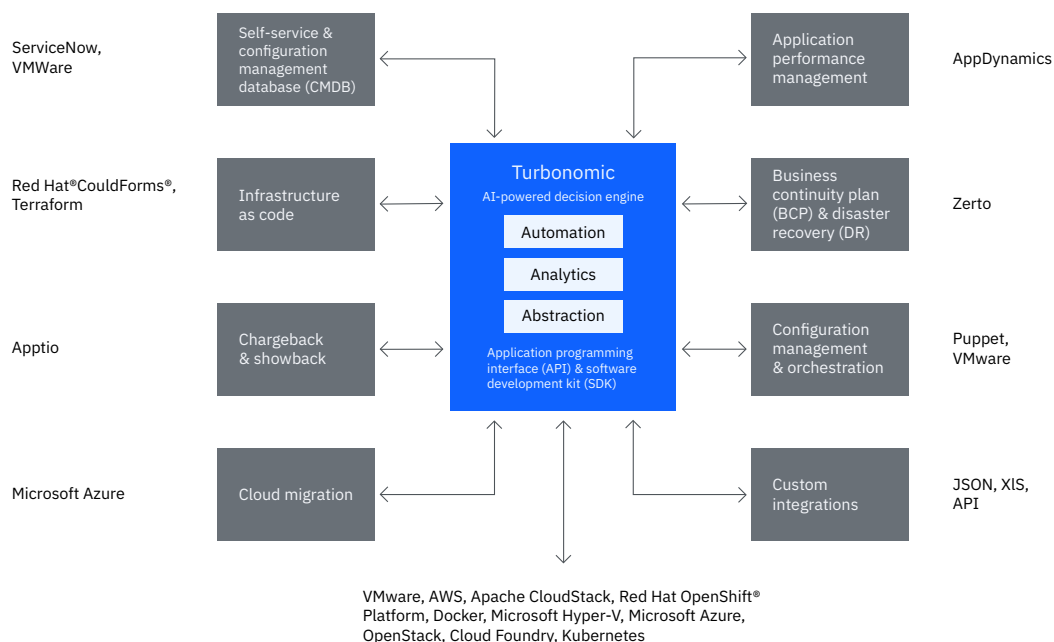 ServiceNow,
VMWare
Self-service &
configuration
management
database (CMDB)
Application
performance
management
AppDynamics
Red Hat®CouldForms®,
Terraform
Infrastructure
as code
Turbonomic
AI-powered decision engine
Automation
Analytics
Abstraction
Application programming
interface (API) & software
development kit (SDK)
Business
continuity plan
(BCP) & disaster
recovery (DR)
Zerto
Apptio
Chargeback
& showback
Configuration
management
& orchestration
Puppet,
VMware
Microsoft Azure
Cloud migration
Custom
integrations
JSON, XlS,
API
VMware, AWS, Apache CloudStack, Red Hat OpenShift®
Platform, Docker, Microsoft Hyper-V, Microsoft Azure,
OpenStack, Cloud Foundry, Kubernetes